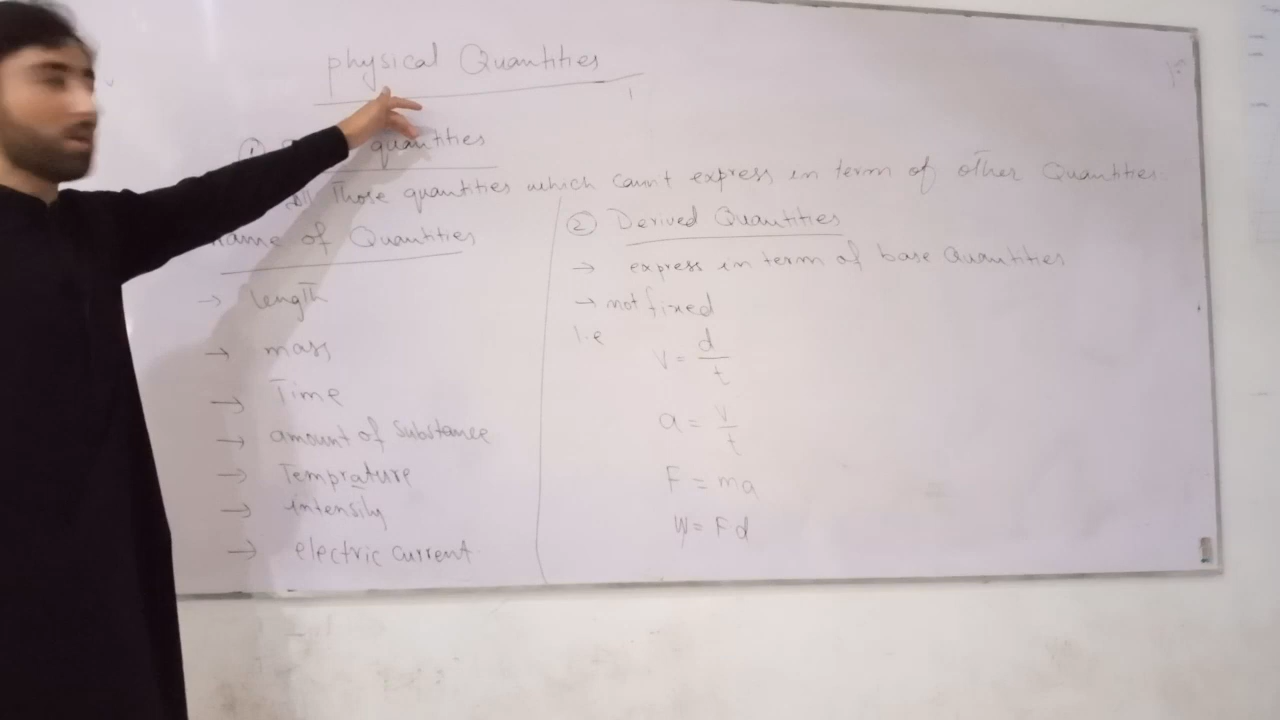 physical Quantities
① quantities
All Those quantities which can't express in term of other Quantities.
name of Quantities
→ length
→ mass
→ Time
→ amount of substance
→ Temprature
→ intensity
→ electric current
② Derived Quantities
→ express in term of base Quantities
→ not fixed
i.e
V = d/t
a = v/t
F = ma
W = Fd